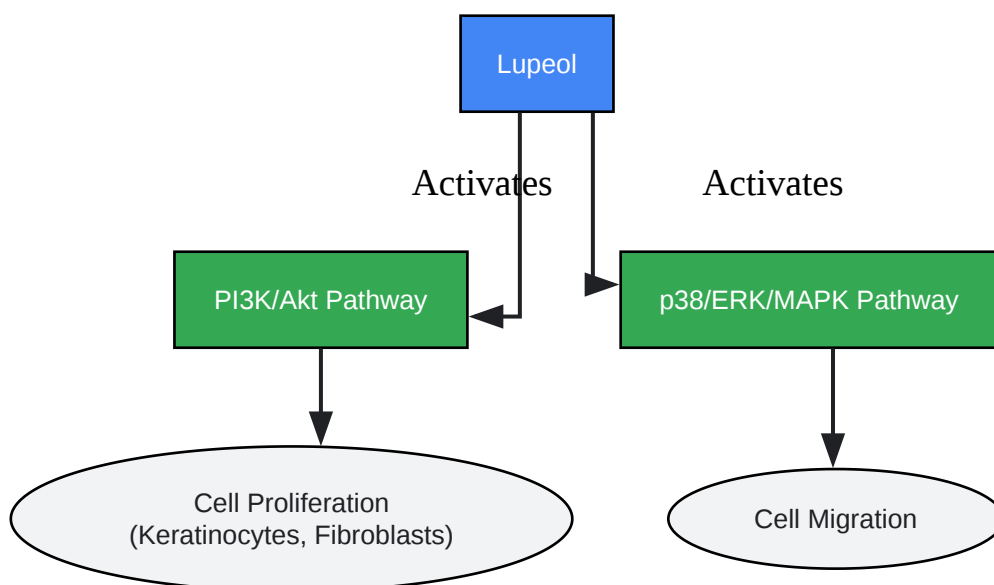 Lupeol
Activates
Activates
PI3K/Akt Pathway
p38/ERK/MAPK Pathway
Cell Proliferation
(Keratinocytes, Fibroblasts)
Cell Migration